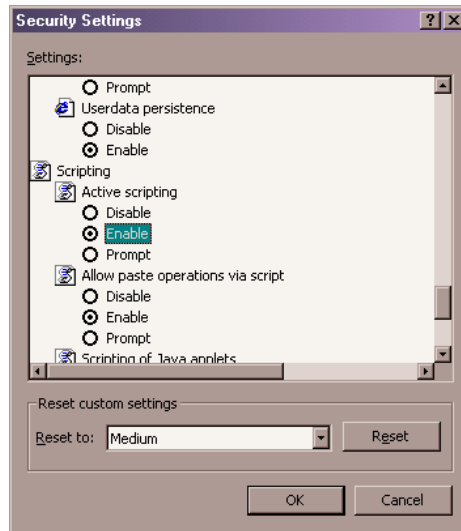 Security Settings
Settings:
Prompt
Userdata persistence
Disable
Enable
Scripting
Active scripting
Disable
Enable
Prompt
Allow paste operations via script
Disable
Enable
Prompt
Scripting of Java applets
Reset custom settings
Reset to: Medium Reset
OK Cancel